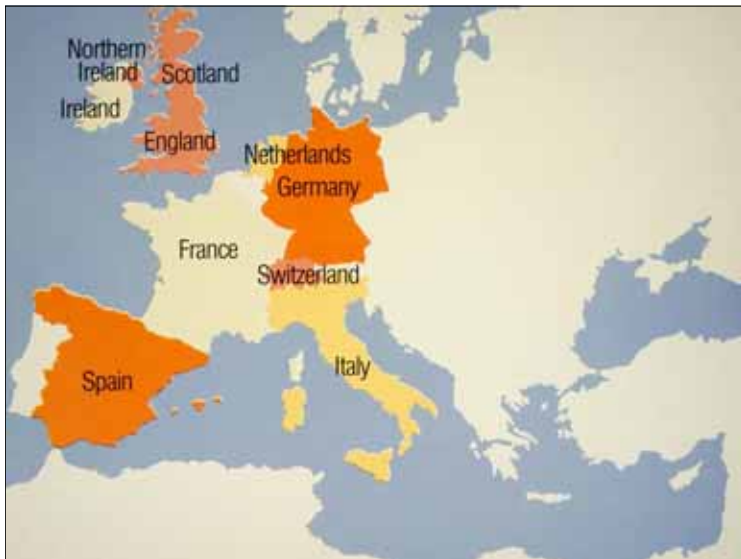 Northern
Ireland
Scotland
Ireland
England
Netherlands
Germany
France
Switzerland
Spain
Italy